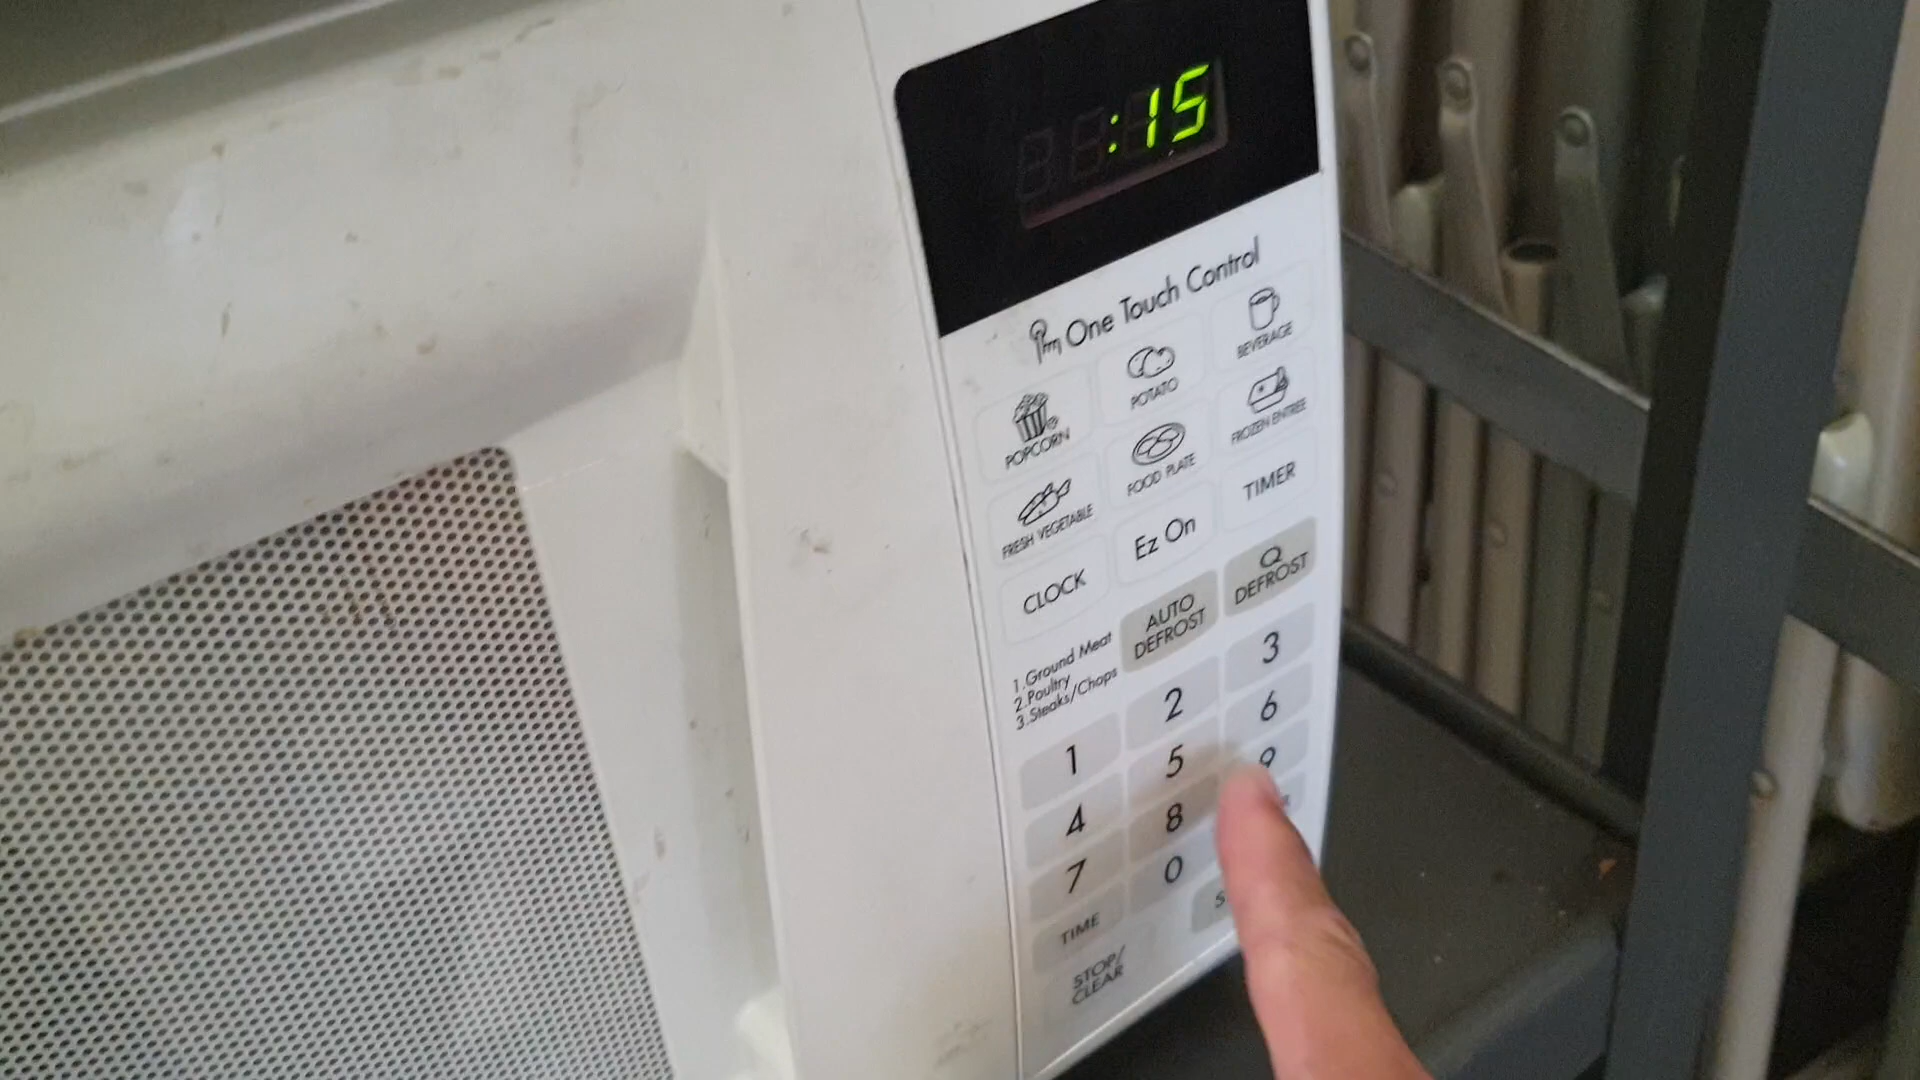 :15
One Touch Control
POPCORN
POTATO
BEVERAGE
FRESH VEGETABLE
FOOD PLATE
FROZEN ENTREE
CLOCK
Ez On
TIMER
1.Ground Meat
2.Poultry
3.Steaks/Chops
AUTO
DEFROST
Q
DEFROST
1
2
3
4
5
6
7
8
9
TIME
0
STOP/
CLEAR